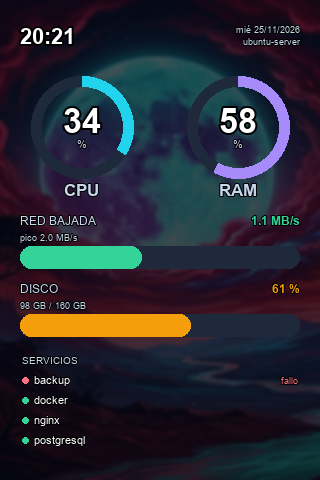 20:21
mié 25/11/2026
ubuntu-server
34
%
CPU
58
%
RAM
RED BAJADA 1.1 MB/s
pico 2.0 MB/s
DISCO 61 %
98 GB / 160 GB
SERVICIOS
backup fallo
docker
nginx
postgresql